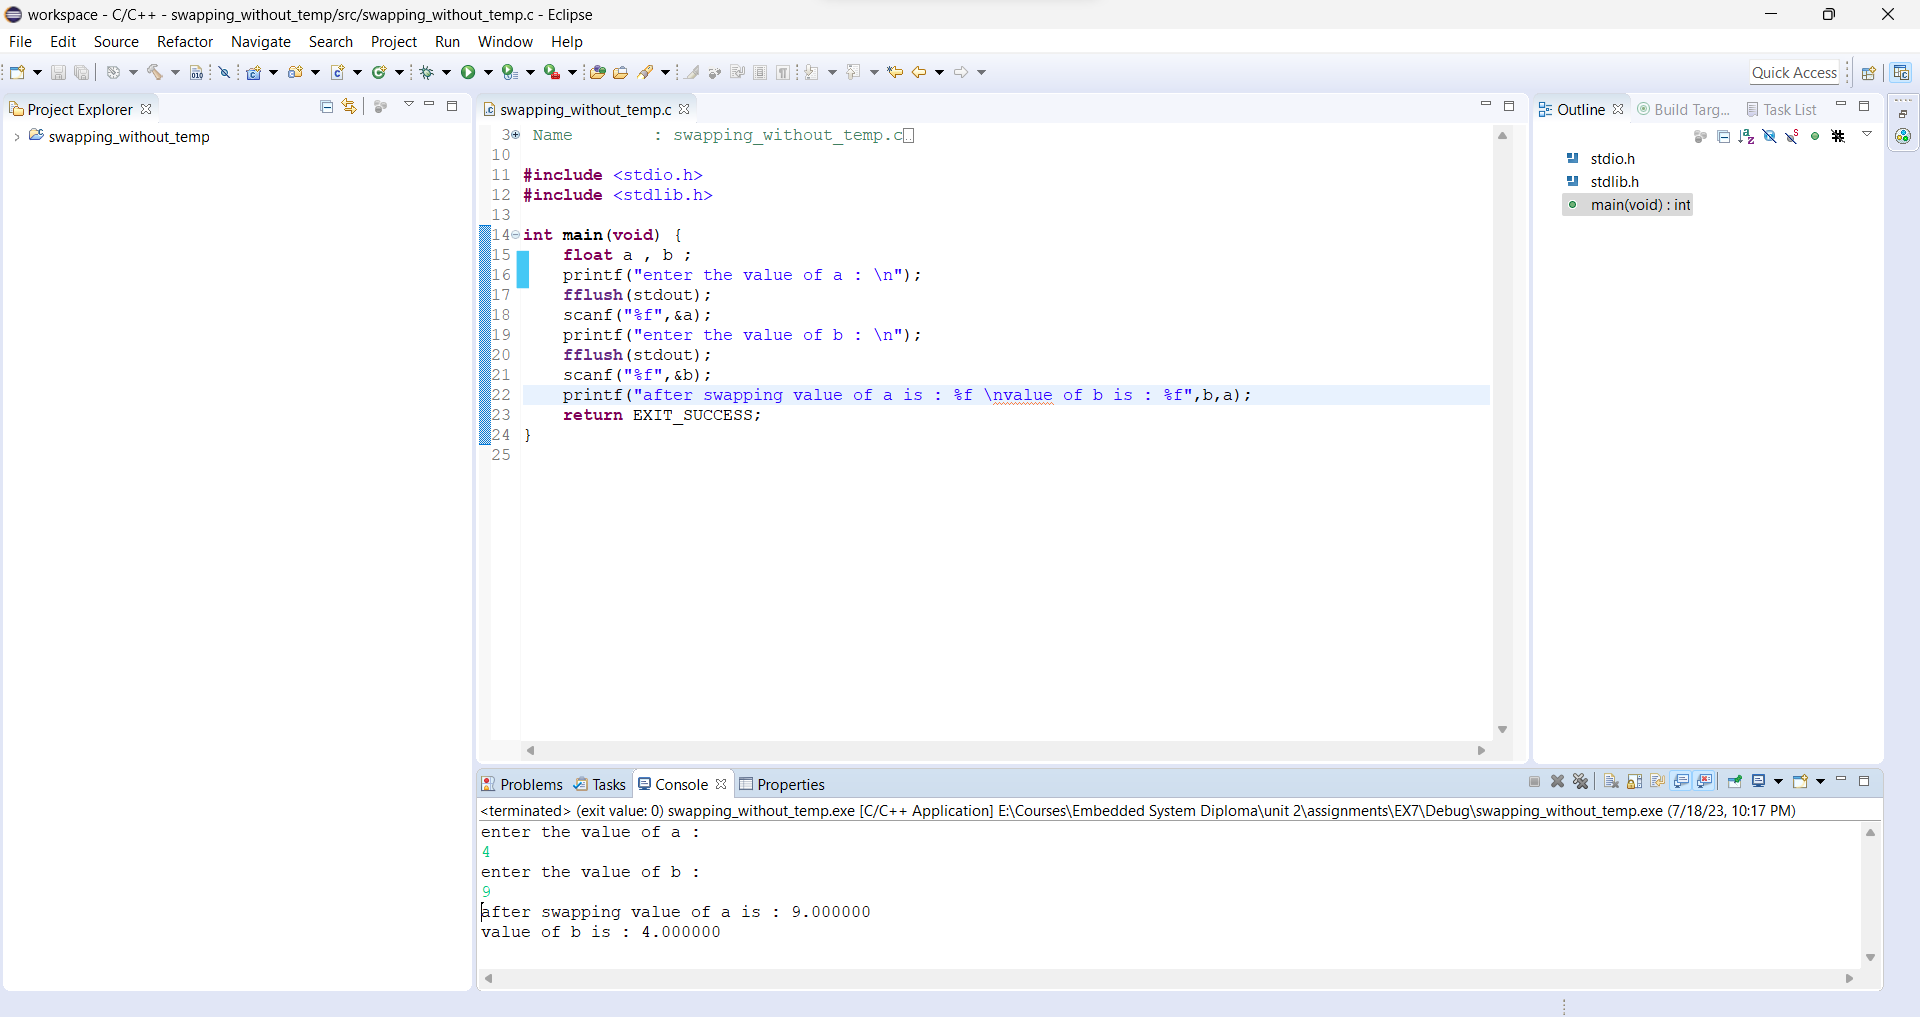 workspace - C/C++ - swapping_without_temp/src/swapping_without_temp.c - Eclipse
File Edit Source Refactor Navigate Search Project Run Window Help
Quick Access
Project Explorer
swapping_without_temp
swapping_without_temp.c
3 Name : swapping_without_temp.c
10
11 #include <stdio.h>
12 #include <stdlib.h>
13
14 int main(void) {
15 float a , b ;
16 printf("enter the value of a : \n");
17 fflush(stdout);
18 scanf("%f",&a);
19 printf("enter the value of b : \n");
20 fflush(stdout);
21 scanf("%f",&b);
22 printf("after swapping value of a is : %f \nvalue of b is : %f",b,a);
23 return EXIT_SUCCESS;
24 }
25
Outline Build Targ... Task List
stdio.h
stdlib.h
main(void) : int
Problems Tasks Console Properties
<terminated> (exit value: 0) swapping_without_temp.exe [C/C++ Application] E:\Courses\Embedded System Diploma\unit 2\assignments\EX7\Debug\swapping_without_temp.exe (7/18/23, 10:17 PM)
enter the value of a :
4
enter the value of b :
9
after swapping value of a is : 9.000000
value of b is : 4.000000